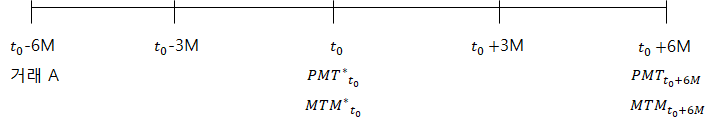 t₀-6M t₀-3M t₀ t₀+3M t₀+6M
거래 A PMT*ₜ₀ PMTₜ₀₊₆M
MTM*ₜ₀ MTMₜ₀₊₆M